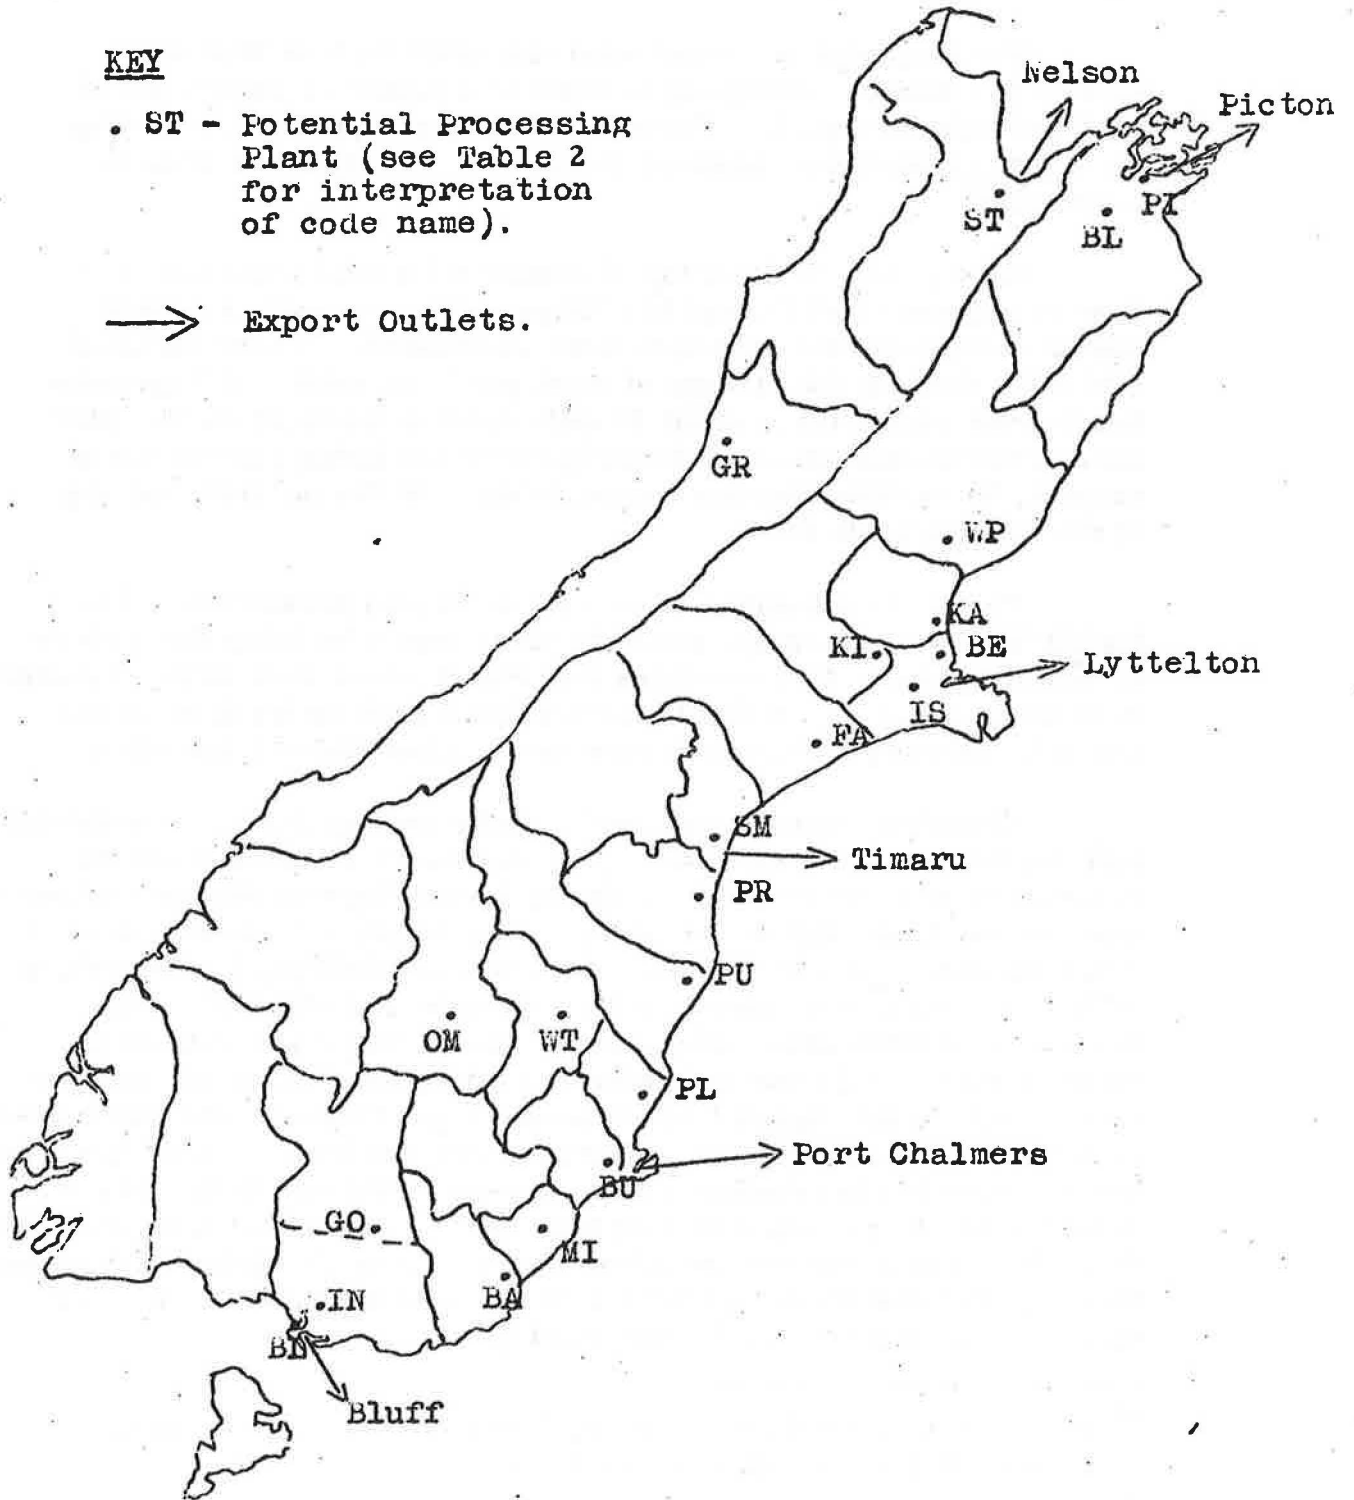 KEY
. ST - Potential Processing
Plant (see Table 2
for interpretation
of code name).
Export Outlets.
Nelson
Picton
ST
PI
BL
GR
WP
KA
KI
BE
Lyttelton
IS
FA
SM
Timaru
PR
PU
OM
WT
PL
Port Chalmers
BU
GO
MI
BA
IN
Bluff